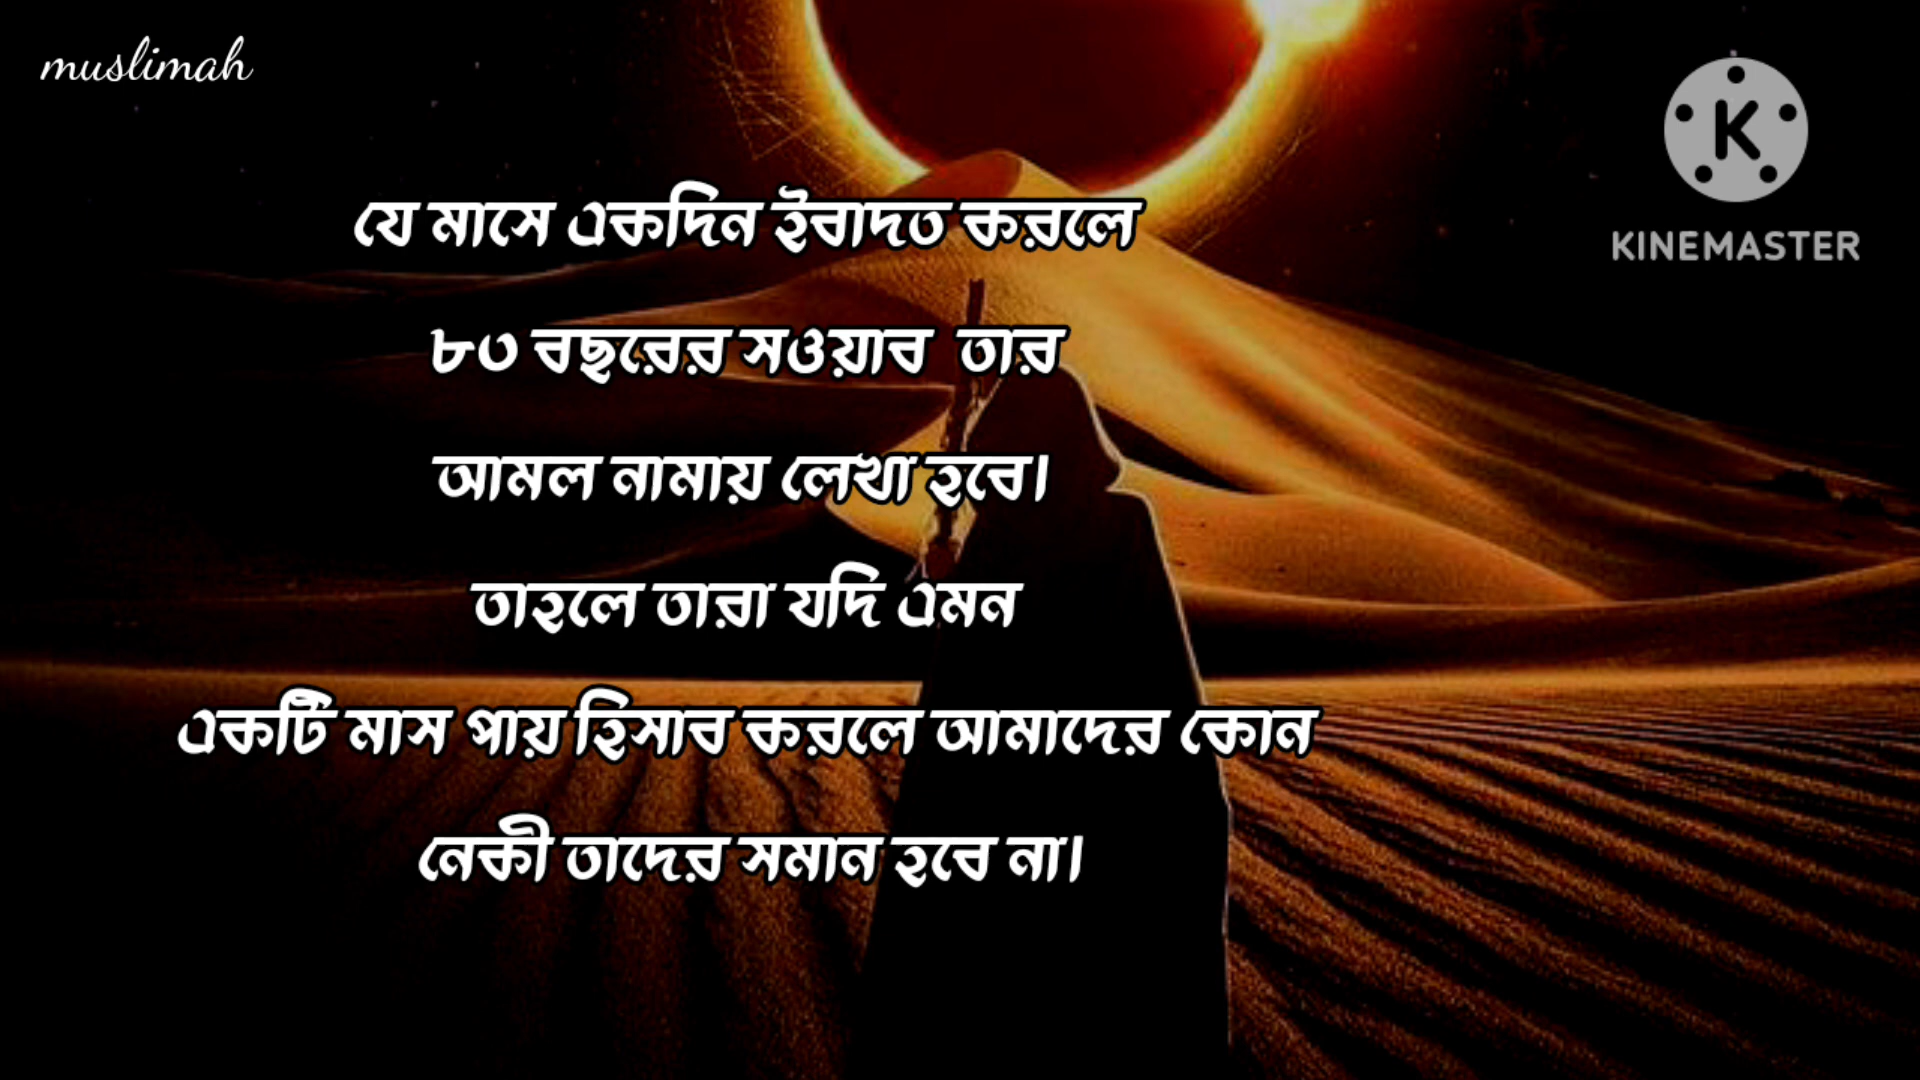 muslimah
K
KINEMASTER
যে মাসে একদিন ইবাদত করলে
৮৩ বছরের সওয়াব তার
আমল নামায় লেখা হবে।
তাহলে তারা যদি এমন
একটি মাস পায় হিসাব করলে আমাদের কোন
নেকী তাদের সমান হবে না।